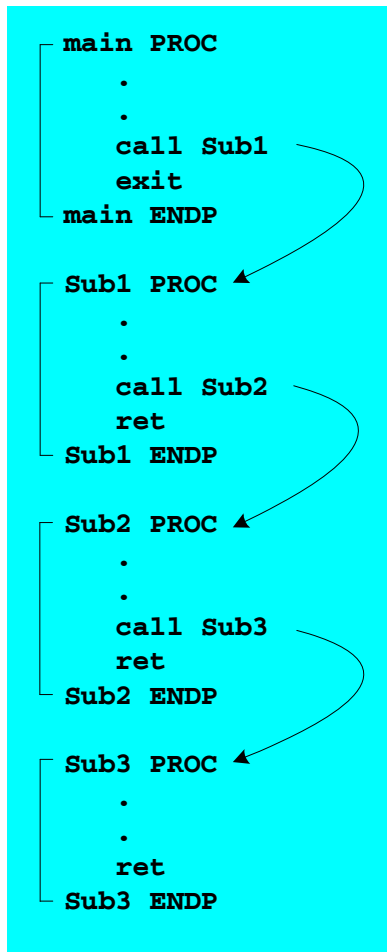 main PROC
.
.
call Sub1
exit
main ENDP
Sub1 PROC
.
.
call Sub2
ret
Sub1 ENDP
Sub2 PROC
.
.
call Sub3
ret
Sub2 ENDP
Sub3 PROC
.
.
ret
Sub3 ENDP